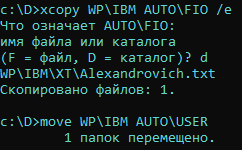 c:\D>xcopy WP\IBM AUTO\FIO /e
Что означает AUTO\FIO:
имя файла или каталога
(F = файл, D = каталог)? d
WP\IBM\XT\Alexandrovich.txt
Скопировано файлов: 1.
c:\D>move WP\IBM AUTO\USER
1 папок перемещено.